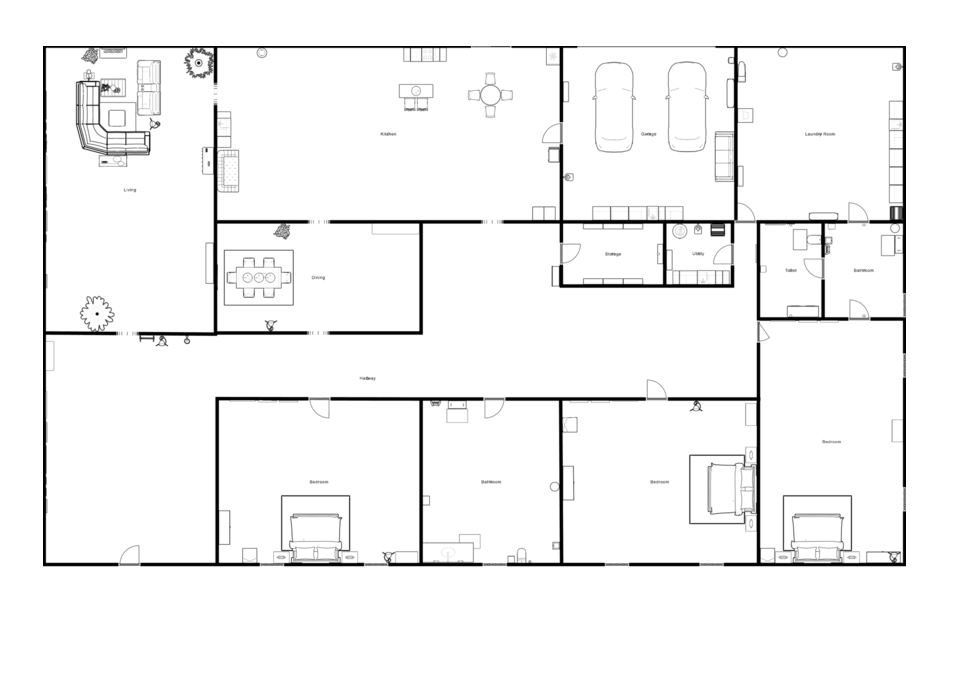 Kitchen
Garage
Laundry Room
Living
Storage
Utility
Toilet
Bathroom
Dining
Hallway
Bedroom
Bedroom
Bathroom
Bedroom